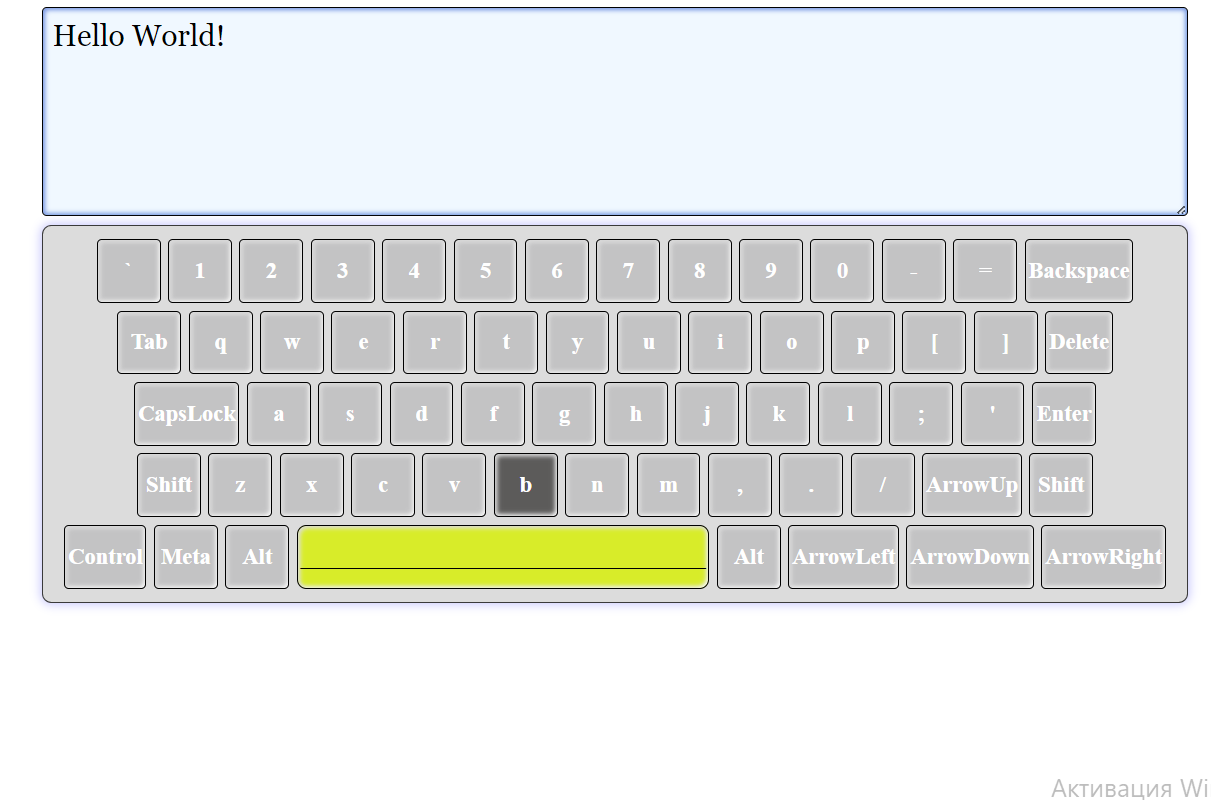 Hello World!
` 1 2 3 4 5 6 7 8 9 0 - = Backspace
Tab q w e r t y u i o p [ ] Delete
CapsLock a s d f g h j k l ; ' Enter
Shift z x c v b n m , . / ArrowUp Shift
Control Meta Alt Alt ArrowLeft ArrowDown ArrowRight
Активация Wi